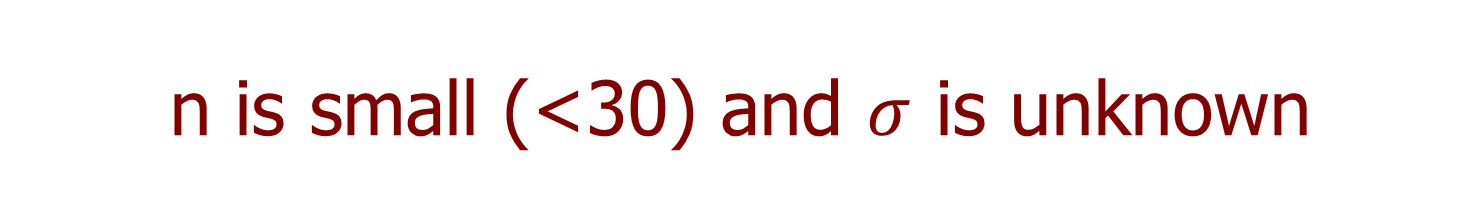 n is small (<30) and σ is unknown